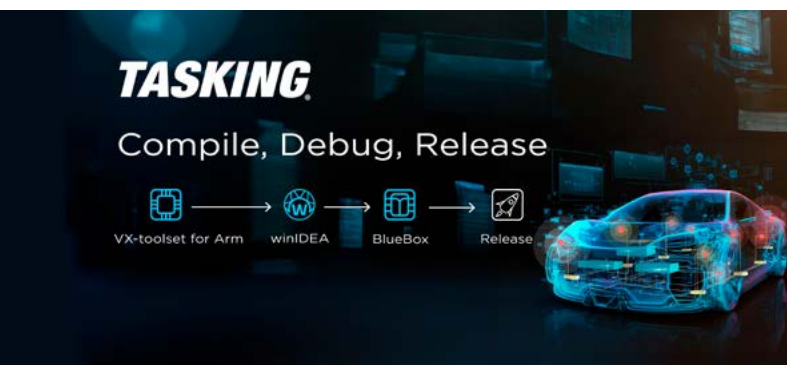 TASKING®
Compile, Debug, Release
VX-toolset for Arm winIDEA BlueBox Release